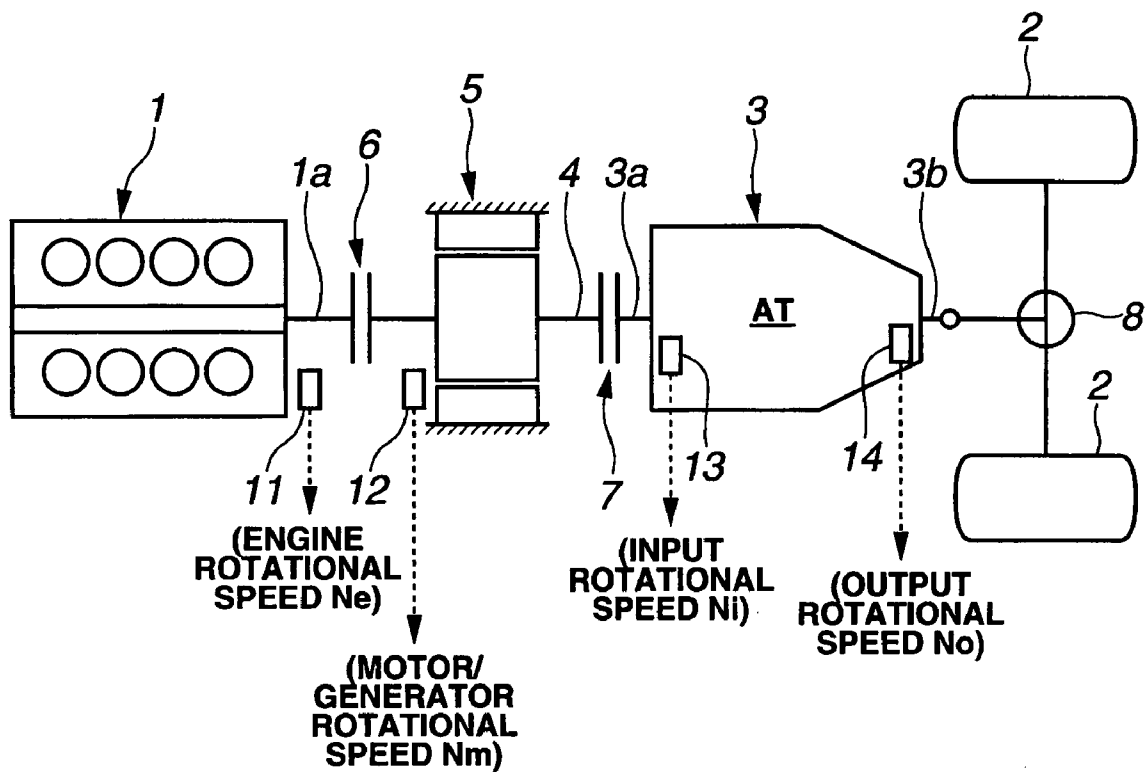 2
1
5
3
6
1a
4
3a
3b
AT
8
2
11
12
13
14
7
(ENGINE
ROTATIONAL
SPEED Ne)
(INPUT
ROTATIONAL
SPEED Ni)
(OUTPUT
ROTATIONAL
SPEED No)
(MOTOR/
GENERATOR
ROTATIONAL
SPEED Nm)